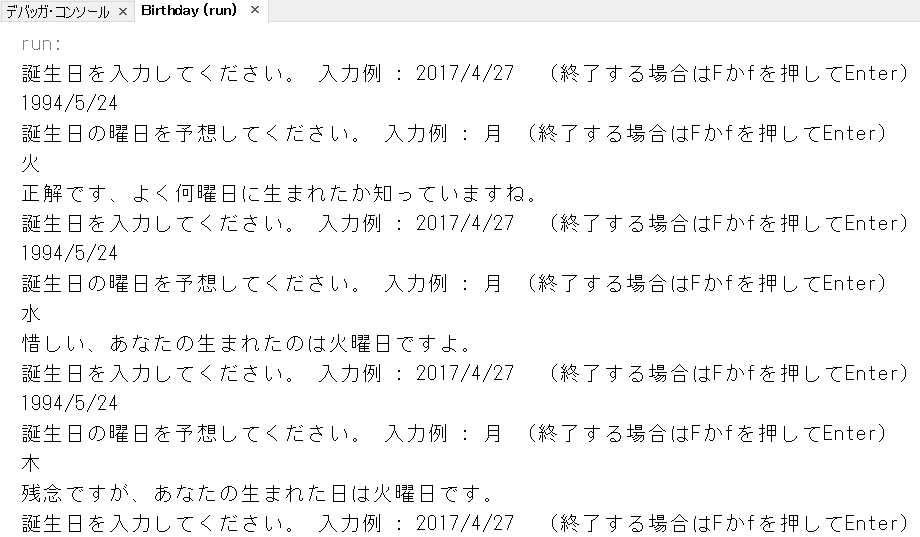 デバッガ・コンソール × Birthday (run) ×
run:
誕生日を入力してください。 入力例 : 2017/4/27 （終了する場合はFかfを押してEnter）
1994/5/24
誕生日の曜日を予想してください。 入力例 : 月 （終了する場合はFかfを押してEnter）
火
正解です、よく何曜日に生まれたか知っていますね。
誕生日を入力してください。 入力例 : 2017/4/27 （終了する場合はFかfを押してEnter）
1994/5/24
誕生日の曜日を予想してください。 入力例 : 月 （終了する場合はFかfを押してEnter）
水
惜しい、あなたの生まれたのは火曜日ですよ。
誕生日を入力してください。 入力例 : 2017/4/27 （終了する場合はFかfを押してEnter）
1994/5/24
誕生日の曜日を予想してください。 入力例 : 月 （終了する場合はFかfを押してEnter）
木
残念ですが、あなたの生まれた日は火曜日です。
誕生日を入力してください。 入力例 : 2017/4/27 （終了する場合はFかfを押してEnter）